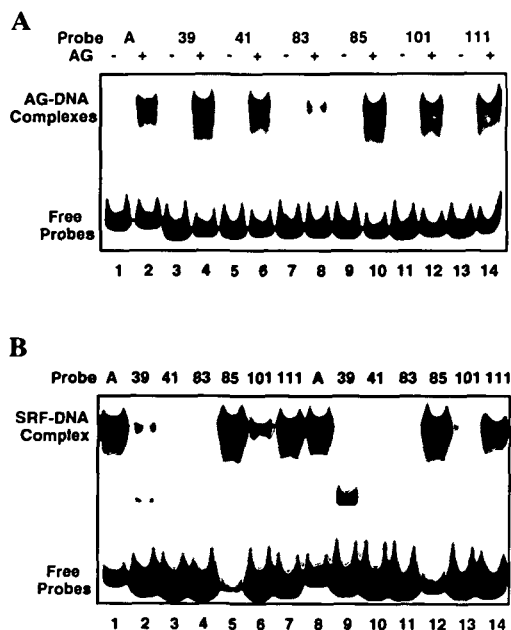 A
Probe A 39 41 83 85 101 111
AG - + - + - + - + - + - + - +
AG-DNA
Complexes
Free
Probes
1 2 3 4 5 6 7 8 9 10 11 12 13 14
B
Probe A 39 41 83 85 101 111 A 39 41 83 85 101 111
SRF-DNA
Complex
Free
Probes
1 2 3 4 5 6 7 8 9 10 11 12 13 14